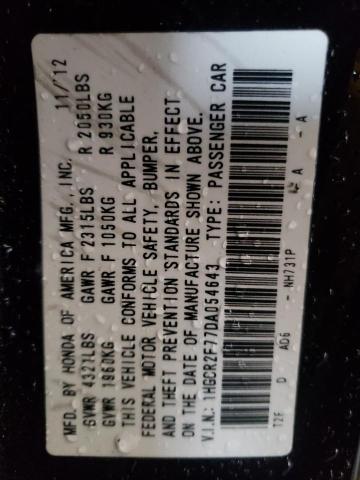 MFD. BY HONDA OF AMERICA MFG., INC. 11/12
GVWR 4327LBS GAWR F 2315LBS R 2050LBS
GVWR 1960KG GAWR F 1050KG R 930KG
THIS VEHICLE CONFORMS TO ALL APPLICABLE
FEDERAL MOTOR VEHICLE SAFETY, BUMPER,
AND THEFT PREVENTION STANDARDS IN EFFECT
ON THE DATE OF MANUFACTURE SHOWN ABOVE.
V.I.N.: 1HGCR2F77DA054643 TYPE: PASSENGER CAR
T2F D AD6 - NH731P A - A